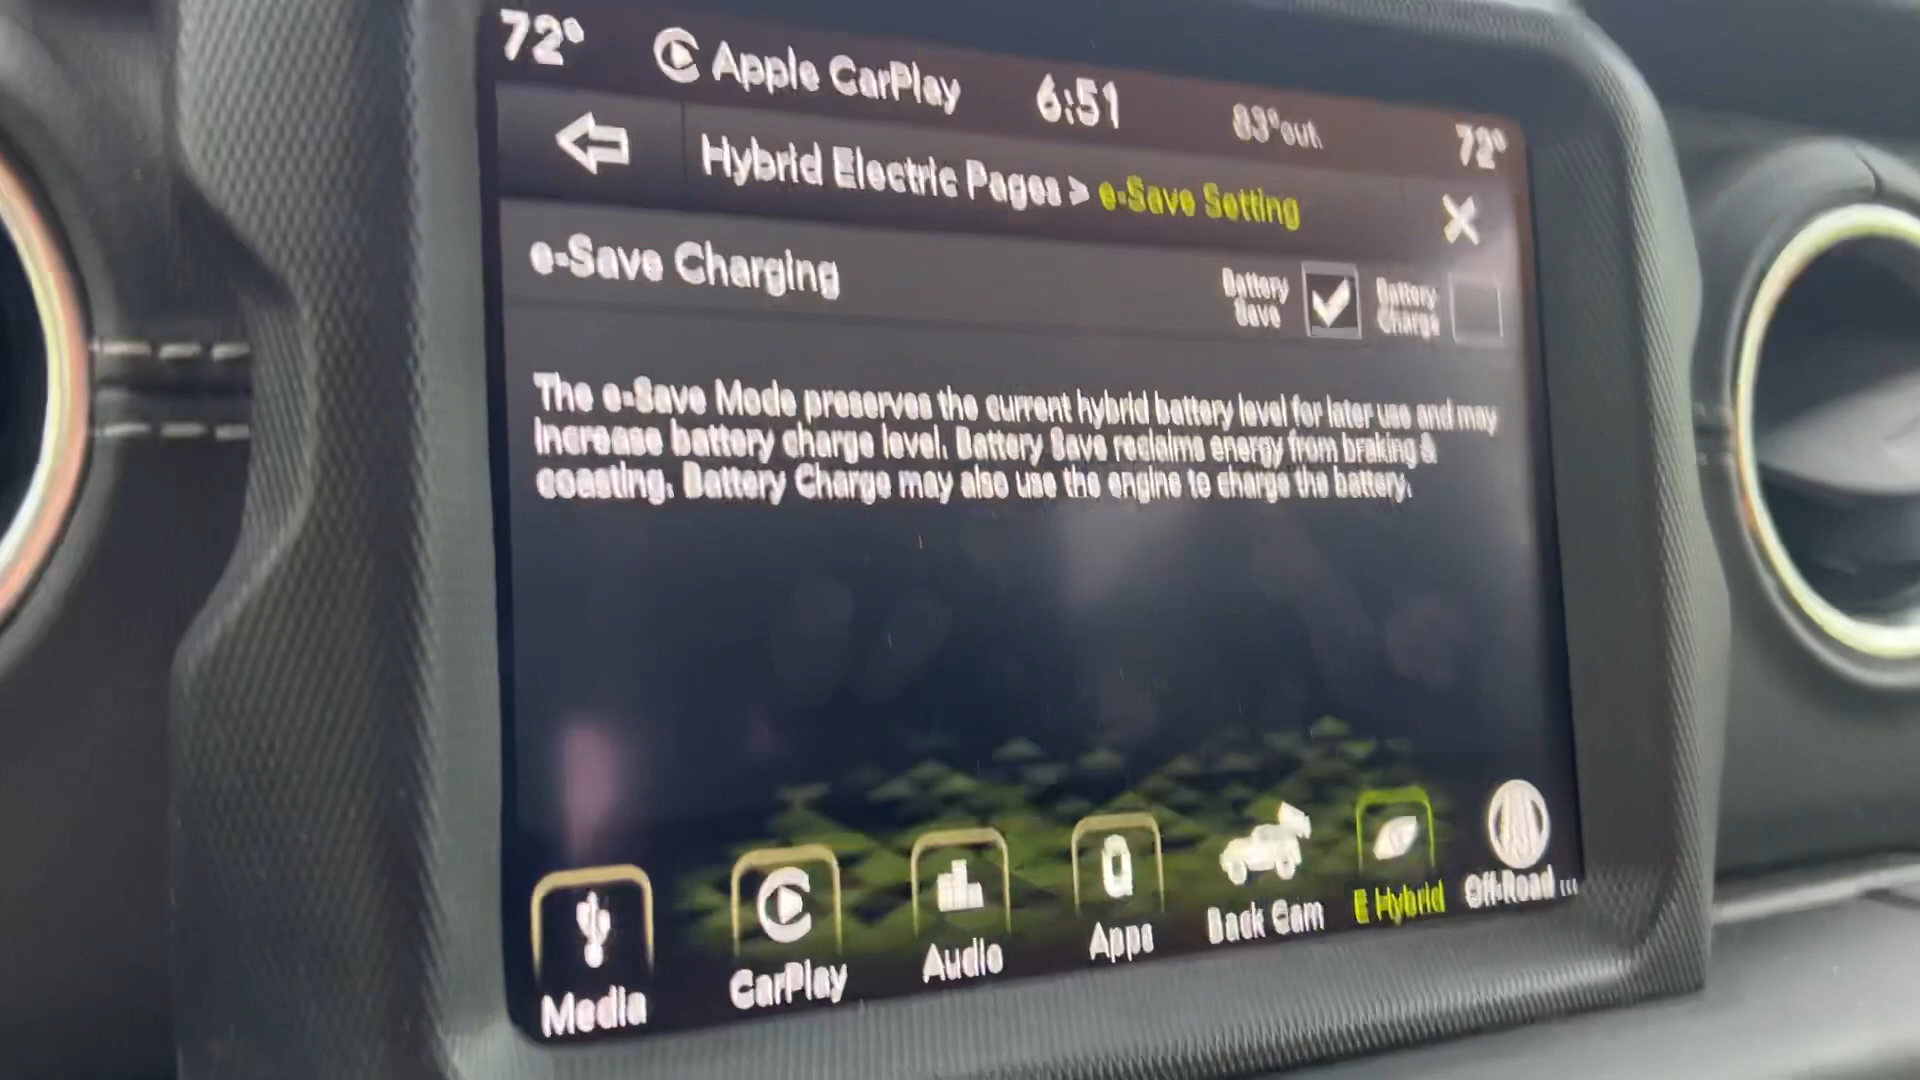 72° Apple CarPlay 6:51 83°out 72°
Hybrid Electric Pages > e-Save Setting
e-Save Charging
Battery Save
Battery Charge
The e-Save Mode preserves the current hybrid battery level for later use and may
increase battery charge level. Battery Save reclaims energy from braking &
coasting. Battery Charge may also use the engine to charge the battery.
Media CarPlay Audio Apps Back Cam E Hybrid Off-Road ...